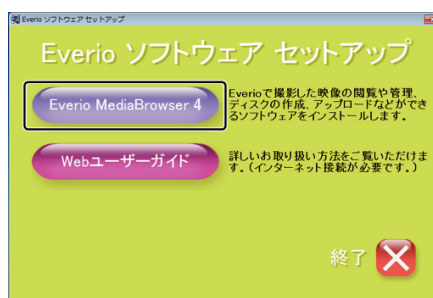 Everio ソフトウェア セットアップ
Everio ソフトウェア セットアップ
Everio MediaBrowser 4
Everioで撮影した映像の閲覧や管理、
ディスクの作成、アップロードなどができ
るソフトウェアをインストールします。
Webユーザーガイド
詳しいお取り扱い方法をご覧いただけま
す。(インターネット接続が必要です。)
終了